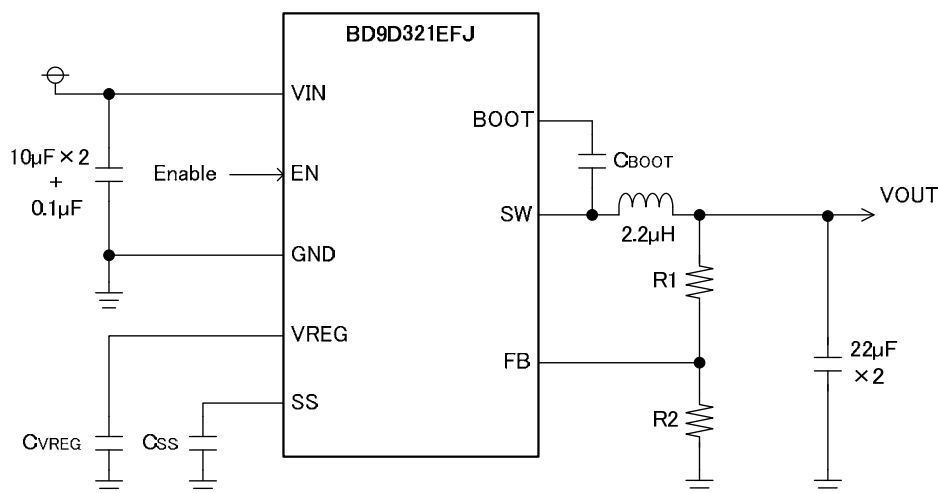 BD9D321EFJ
VIN
BOOT
10µF × 2
+
0.1µF
Enable
EN
CBOOT
SW
VOUT
2.2µH
GND
R1
VREG
FB
22µF
×2
SS
R2
CVREG
CSS